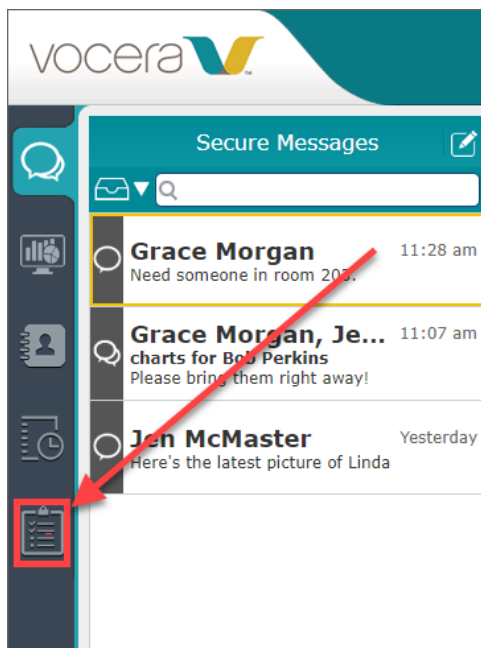 vocera
Secure Messages
Grace Morgan 11:28 am
Need someone in room 203.
Grace Morgan, Je... 11:07 am
charts for Bob Perkins
Please bring them right away!
Jen McMaster Yesterday
Here's the latest picture of Linda